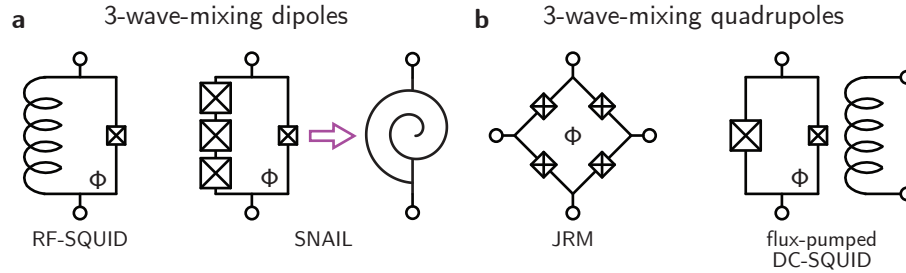 a 3-wave-mixing dipoles
b 3-wave-mixing quadrupoles
Φ
Φ
Φ
Φ
RF-SQUID
SNAIL
JRM
flux-pumped
DC-SQUID